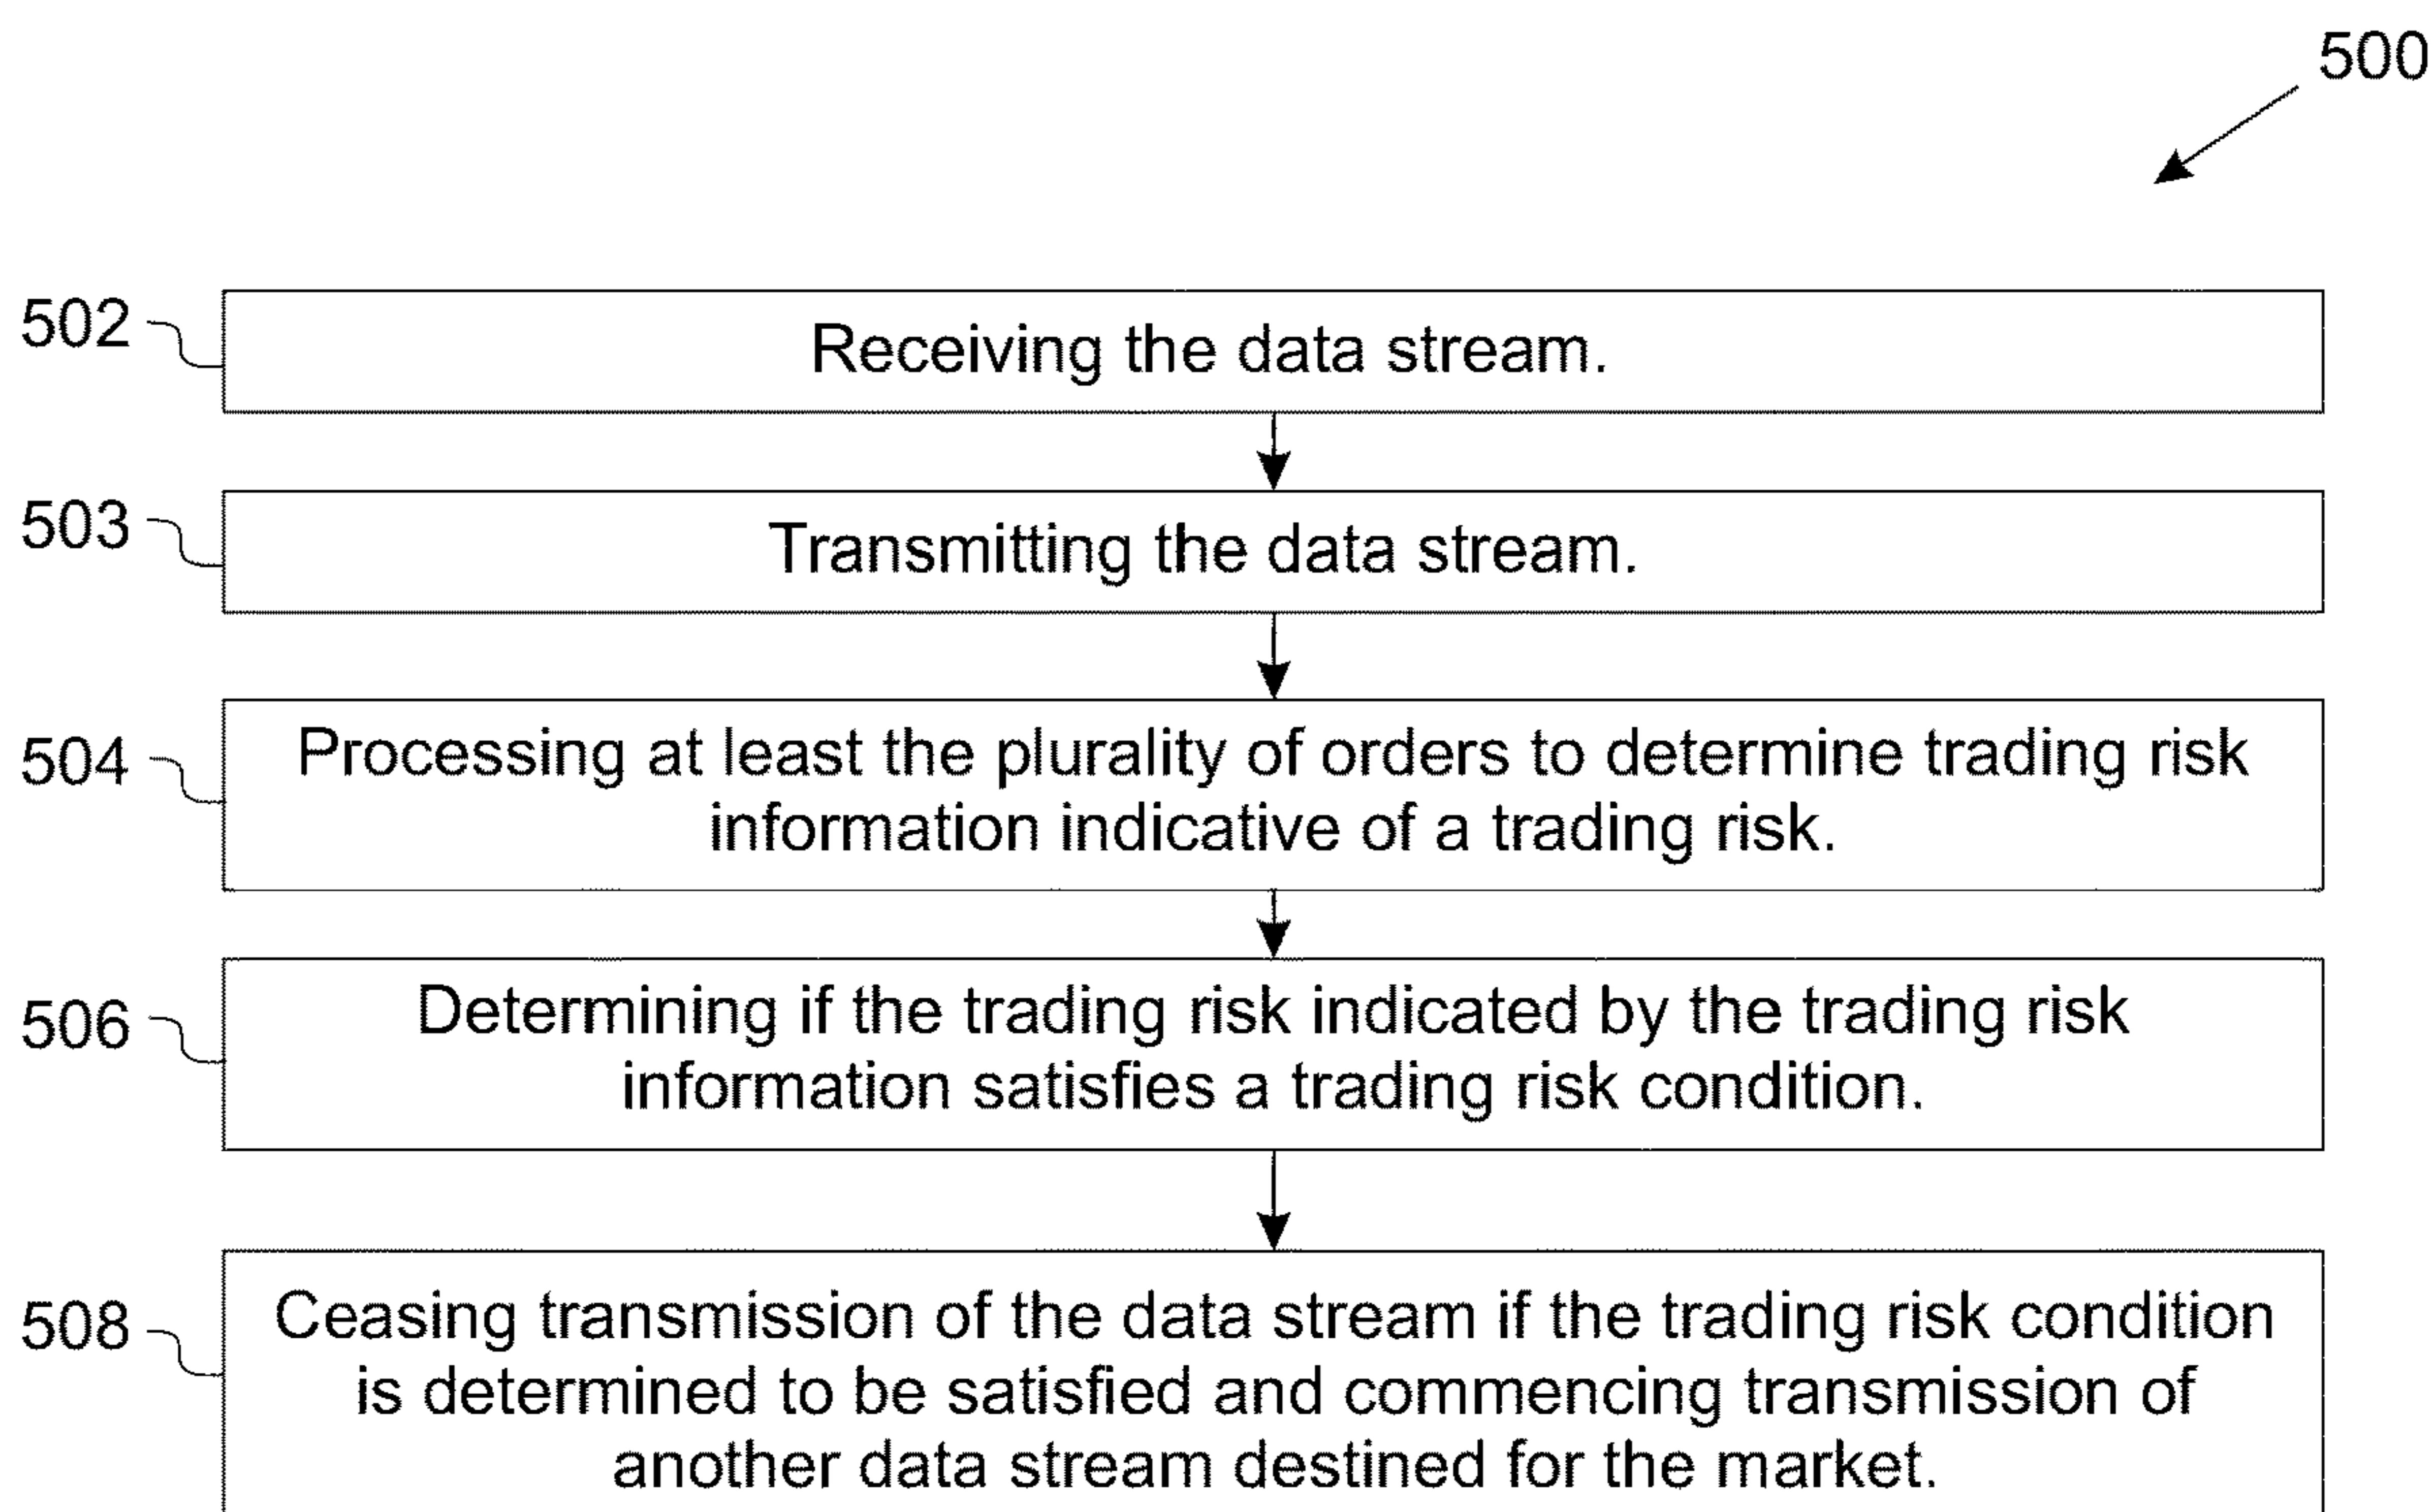 500
502
Receiving the data stream.
503
Transmitting the data stream.
504
Processing at least the plurality of orders to determine trading risk
information indicative of a trading risk.
506
Determining if the trading risk indicated by the trading risk
information satisfies a trading risk condition.
508
Ceasing transmission of the data stream if the trading risk condition
is determined to be satisfied and commencing transmission of
another data stream destined for the market.